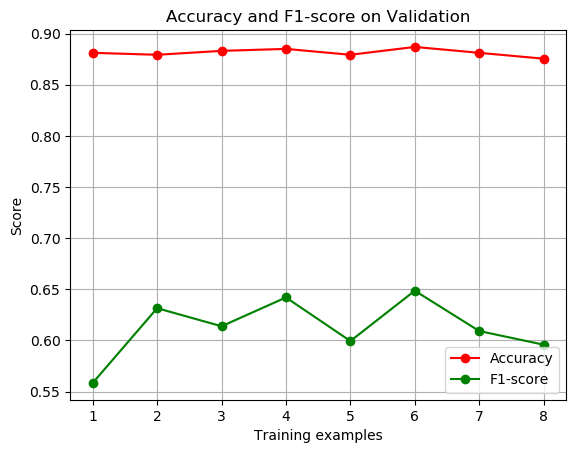 Accuracy and F1-score on Validation
0.90
0.85
0.80
0.75
0.70
0.65
0.60
0.55
Score
1 2 3 4 5 6 7 8
Training examples
Accuracy
F1-score